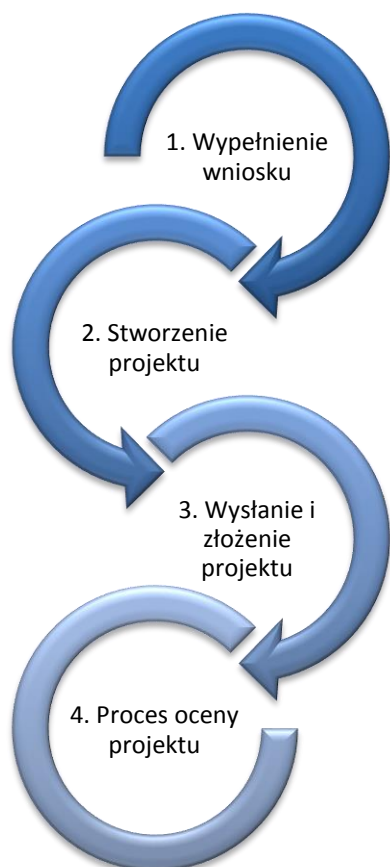 1. Wypełnienie
wniosku
2. Stworzenie
projektu
3. Wysłanie i
złożenie
projektu
4. Proces oceny
projektu